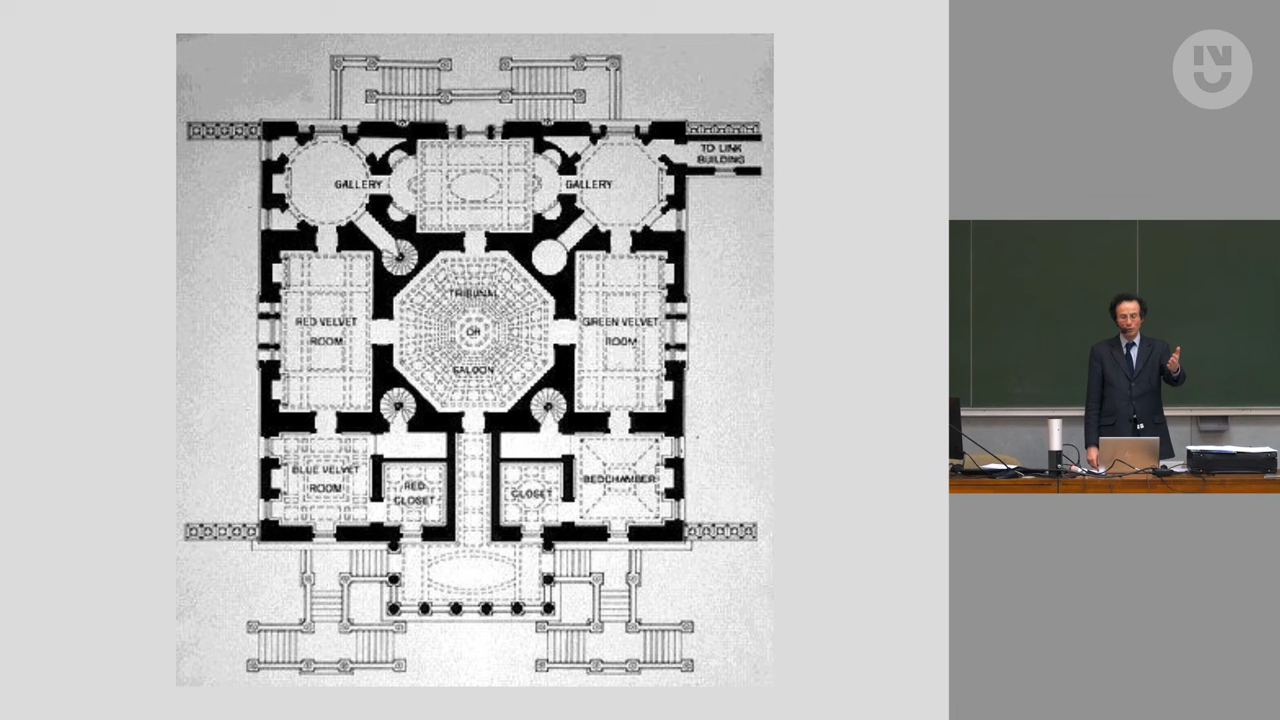 TO LINK
BUILDING
GALLERY
GALLERY
TRIBUNAL
OR
SALOON
RED VELVET
ROOM
GREEN VELVET
ROOM
BLUE VELVET
ROOM
RED
CLOSET
CLOSET
BEDCHAMBER